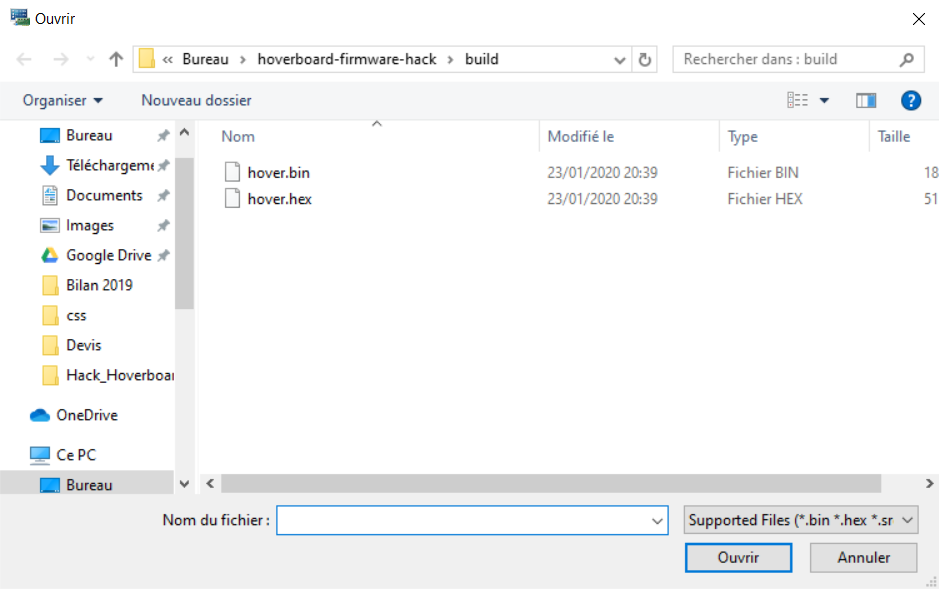 Ouvrir
« Bureau › hoverboard-firmware-hack › build
Rechercher dans : build
Organiser
Nouveau dossier
?
Bureau
Téléchargeme
Documents
Images
Google Drive
Bilan 2019
css
Devis
Hack_Hoverboar
OneDrive
Ce PC
Bureau
Nom Modifié le Type Taille
hover.bin 23/01/2020 20:39 Fichier BIN 18
hover.hex 23/01/2020 20:39 Fichier HEX 51
Nom du fichier :
Supported Files (*.bin *.hex *.sr
Ouvrir
Annuler